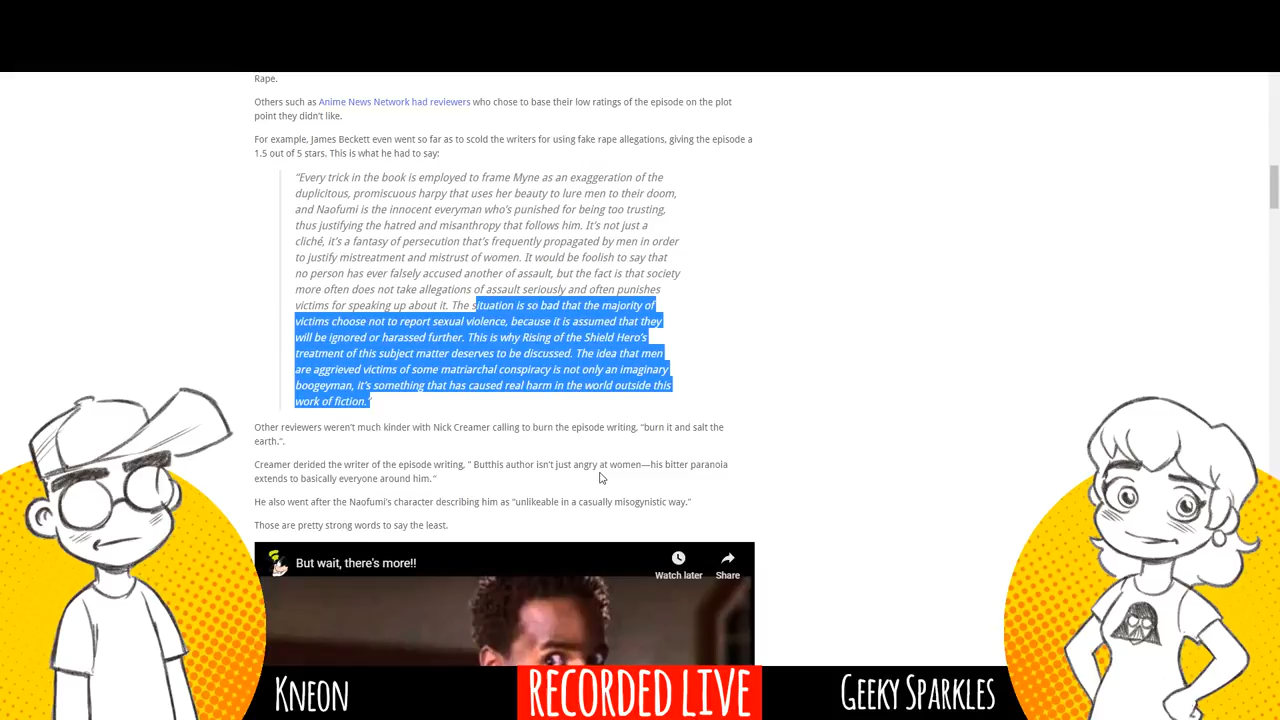 Rape.
Others such as Anime News Network had reviewers who chose to base their low ratings of the episode on the plot
point they didn't like.
For example, James Beckett even went so far as to scold the writers for using fake rape allegations, giving the episode a
1.5 out of 5 stars. This is what he had to say:
“Every trick in the book is employed to frame Myne as an exaggeration of the
duplicitous, promiscuous harpy that uses her beauty to lure men to their doom,
and Naofumi is the innocent everyman who's punished for being too trusting,
thus justifying the hatred and misanthropy that follows him. It's not just a
cliché, it's a fantasy of persecution that's frequently propagated by men in order
to justify mistreatment and mistrust of women. It would be foolish to say that
no person has ever falsely accused another of assault, but the fact is that society
more often does not take allegations of assault seriously and often punishes
victims for speaking up about it. The situation is so bad that the majority of
victims choose not to report sexual violence, because it is assumed that they
will be ignored or harassed further. This is why Rising of the Shield Hero's
treatment of this subject matter deserves to be discussed. The idea that men
are aggrieved victims of some matriarchal conspiracy is not only an imaginary
boogeyman, it's something that has caused real harm in the world outside this
work of fiction.”
Other reviewers weren't much kinder with Nick Creamer calling to burn the episode writing, “burn it and salt the
earth.”.
Creamer derided the writer of the episode writing, ” Butthis author isn't just angry at women—his bitter paranoia
extends to basically everyone around him.”
He also went after the Naofumi's character describing him as “unlikeable in a casually misogynistic way.”
Those are pretty strong words to say the least.
But wait, there's more!!
Watch later
Share
KNEON
RECORDED LIVE
GEEKY SPARKLES